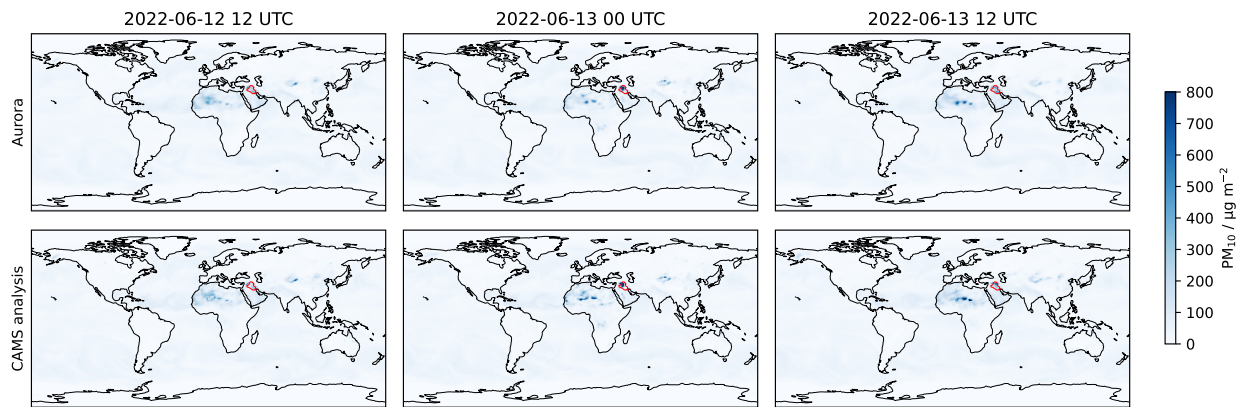 2022-06-12 12 UTC
2022-06-13 00 UTC
2022-06-13 12 UTC
Aurora
CAMS analysis
800
700
600
500
400
300
200
100
0
PM₁₀ / µg m⁻²